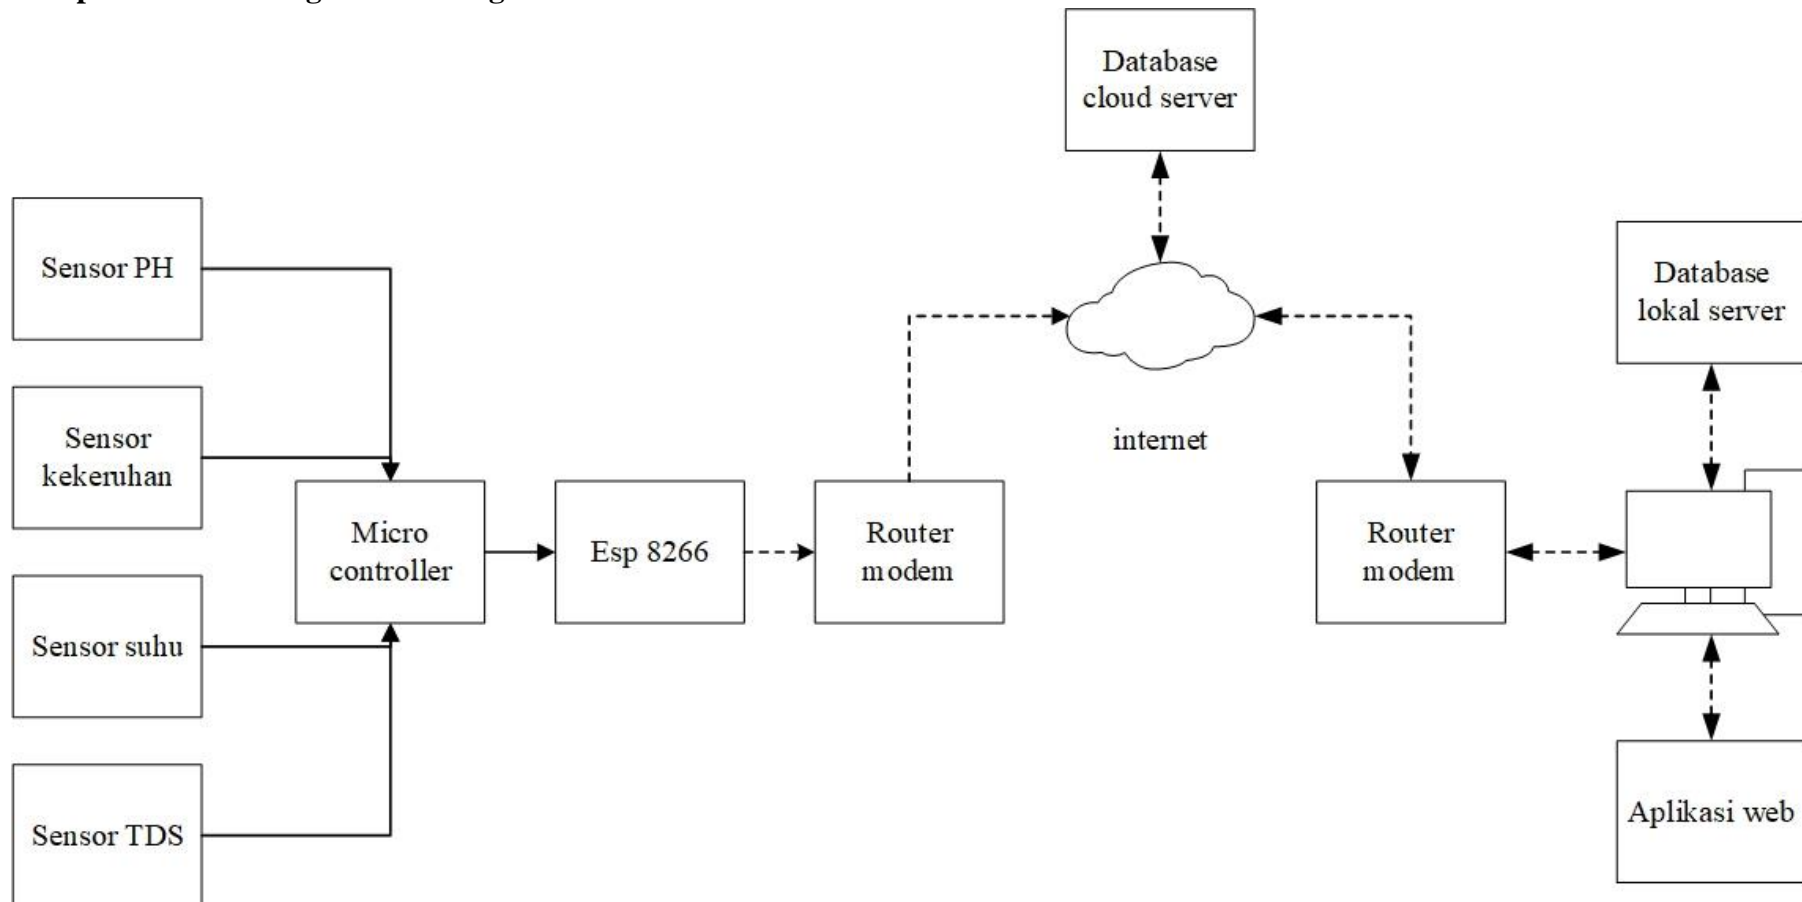 Database
cloud server
Sensor PH
Database
lokal server
Sensor
kekeruhan
internet
Micro
controller
Esp 8266
Router
modem
Router
modem
Sensor suhu
Aplikasi web
Sensor TDS